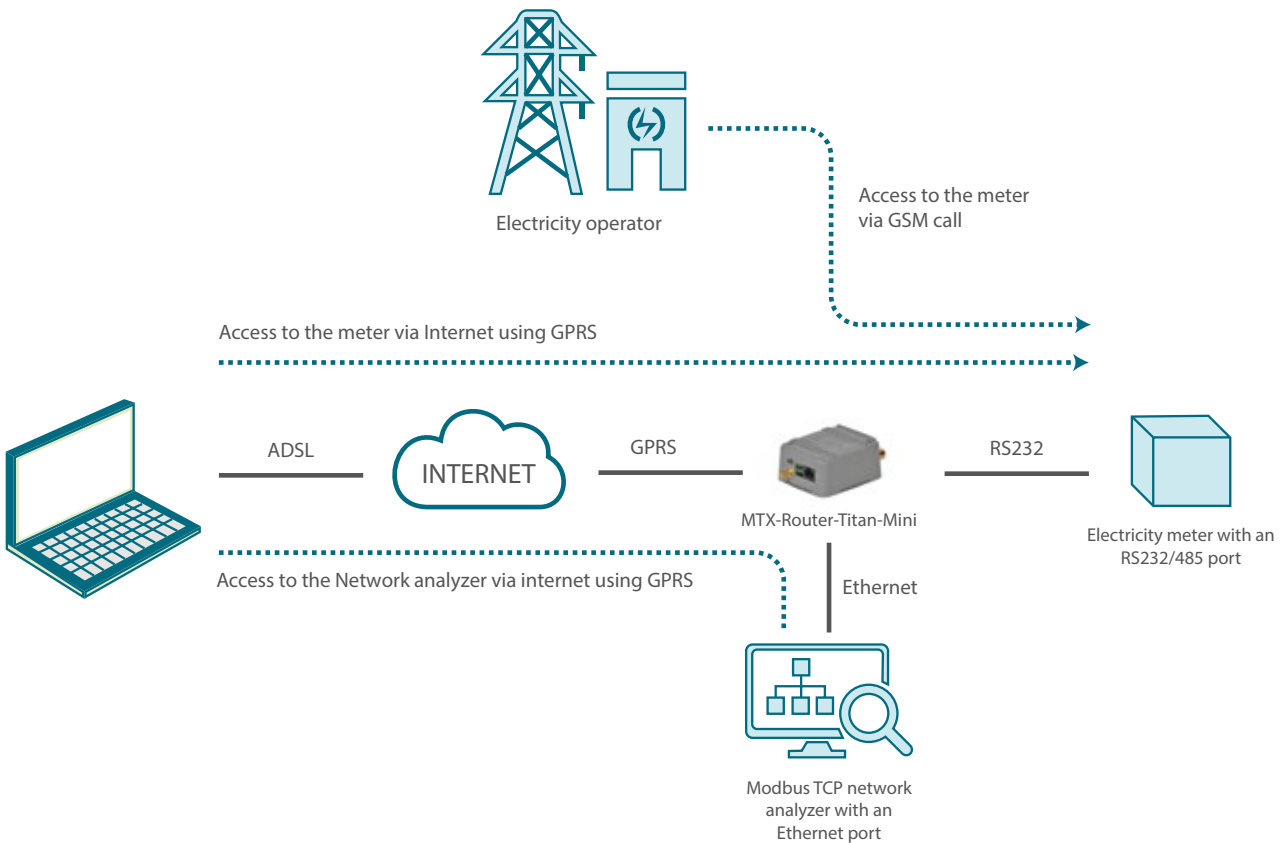 Electricity operator
Access to the meter
via GSM call
Access to the meter via Internet using GPRS
ADSL
INTERNET
GPRS
RS232
MTX-Router-Titan-Mini
Electricity meter with an
RS232/485 port
Access to the Network analyzer via internet using GPRS
Ethernet
Modbus TCP network
analyzer with an
Ethernet port